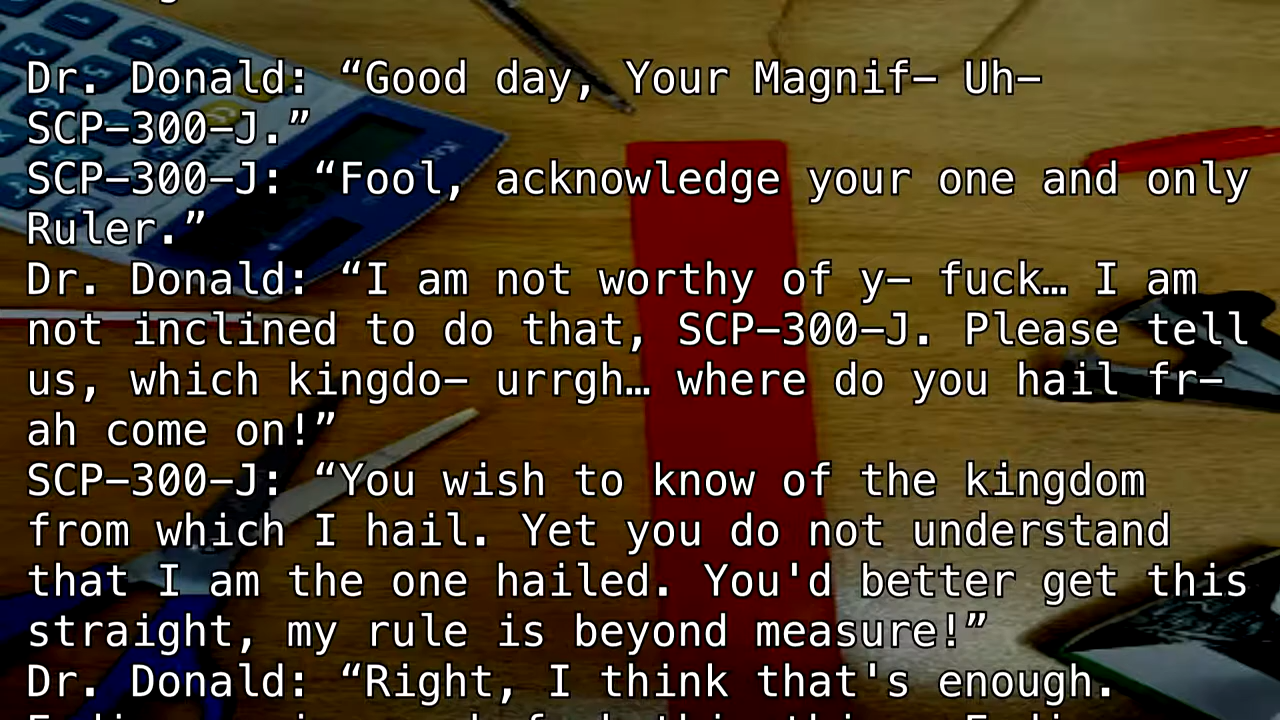 Dr. Donald: “Good day, Your Magnif– Uh–
SCP–300–J.”
SCP–300–J: “Fool, acknowledge your one and only
Ruler.”
Dr. Donald: “I am not worthy of y– fuck… I am
not inclined to do that, SCP–300–J. Please tell
us, which kingdo– urrgh… where do you hail fr–
ah come on!”
SCP–300–J: “You wish to know of the kingdom
from which I hail. Yet you do not understand
that I am the one hailed. You'd better get this
straight, my rule is beyond measure!”
Dr. Donald: “Right, I think that's enough.